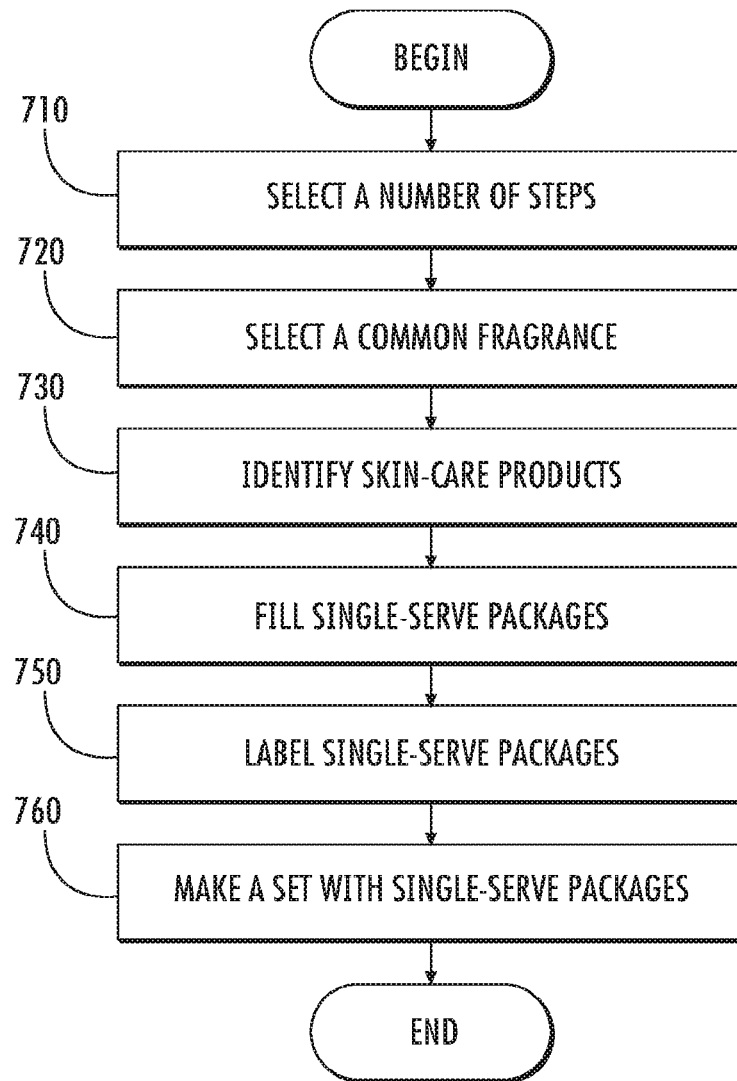 BEGIN
710
SELECT A NUMBER OF STEPS
720
SELECT A COMMON FRAGRANCE
730
IDENTIFY SKIN-CARE PRODUCTS
740
FILL SINGLE-SERVE PACKAGES
750
LABEL SINGLE-SERVE PACKAGES
760
MAKE A SET WITH SINGLE-SERVE PACKAGES
END